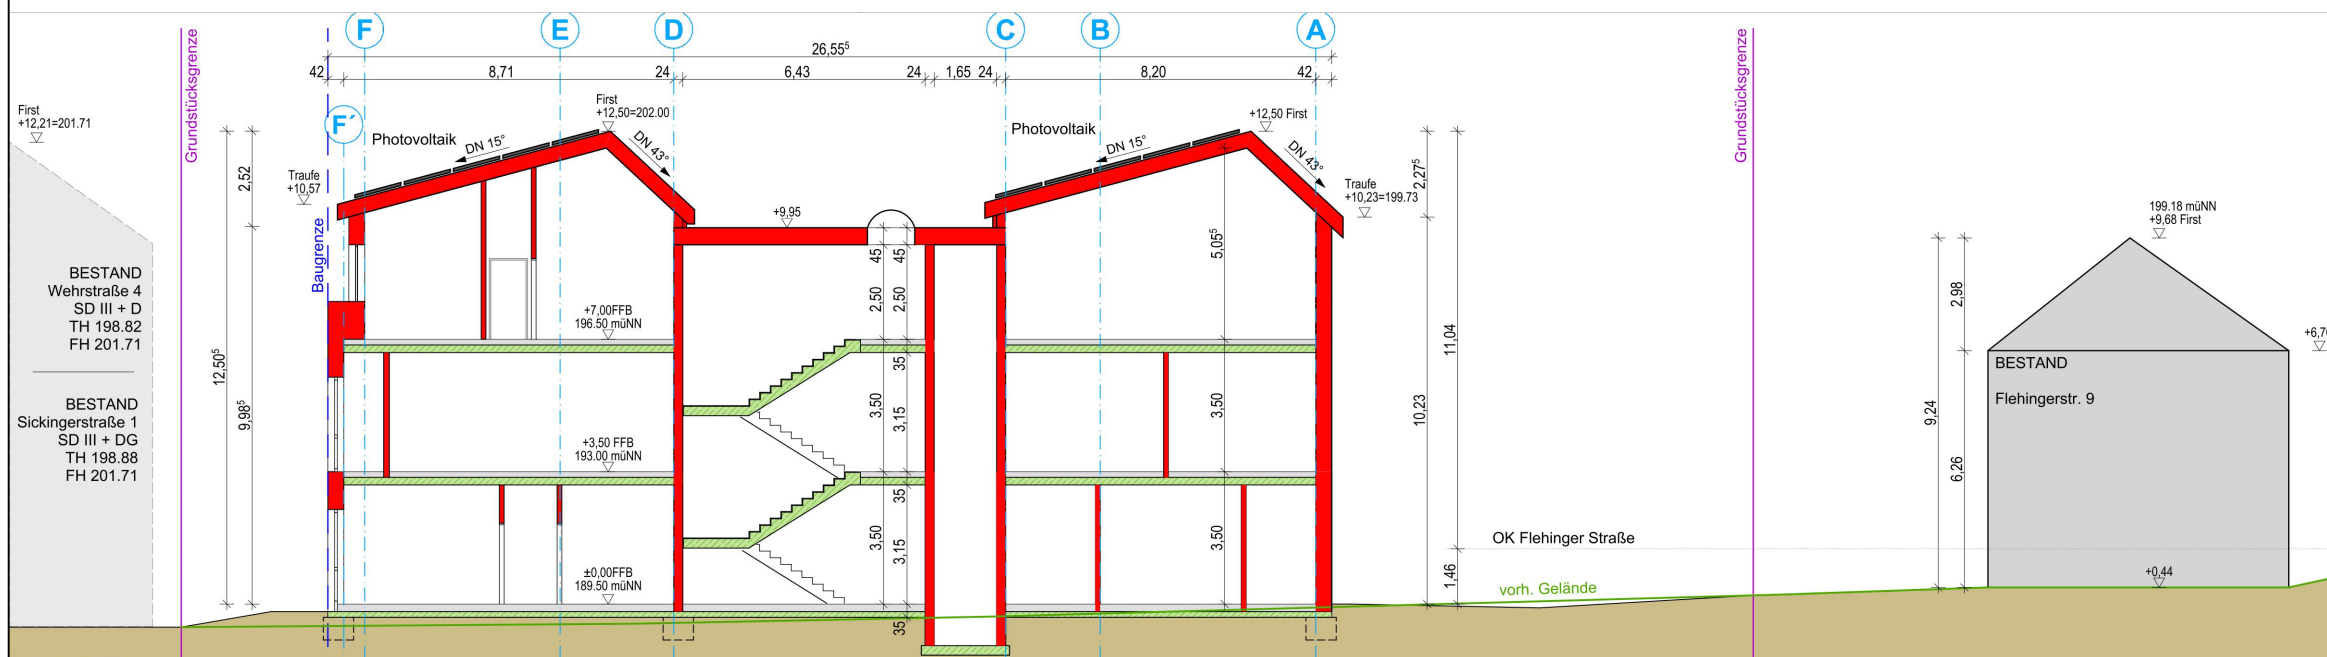 F
E
D
C
B
A
26,55⁵
42
8,71
24
6,43
24
1,65
24
8,20
42
Grundstücksgrenze
Grundstücksgrenze
First
+12,21=201.71
F´
Photovoltaik
DN 15°
First
+12,50=202.00
DN 43°
Photovoltaik
DN 15°
+12,50 First
DN 43°
Traufe
+10,57
Traufe
+10,23=199.73
2,52
2,27⁵
+9,95
199.18 müNN
+9,68 First
Baugrenze
BESTAND
Wehrstraße 4
SD III + D
TH 198.82
FH 201.71
BESTAND
Sickingerstraße 1
SD III + DG
TH 198.88
FH 201.71
12,50⁵
9,98⁵
45
45
2,50
2,50
5,05⁵
+7,00FFB
196.50 müNN
35
3,50
3,15
3,50
+3,50 FFB
193.00 müNN
35
3,50
3,15
3,50
±0,00FFB
189.50 müNN
35
11,04
10,23
1.46
OK Flehinger Straße
vorh. Gelände
9,24
2,98
6,26
BESTAND
Flehingerstr. 9
+0,44